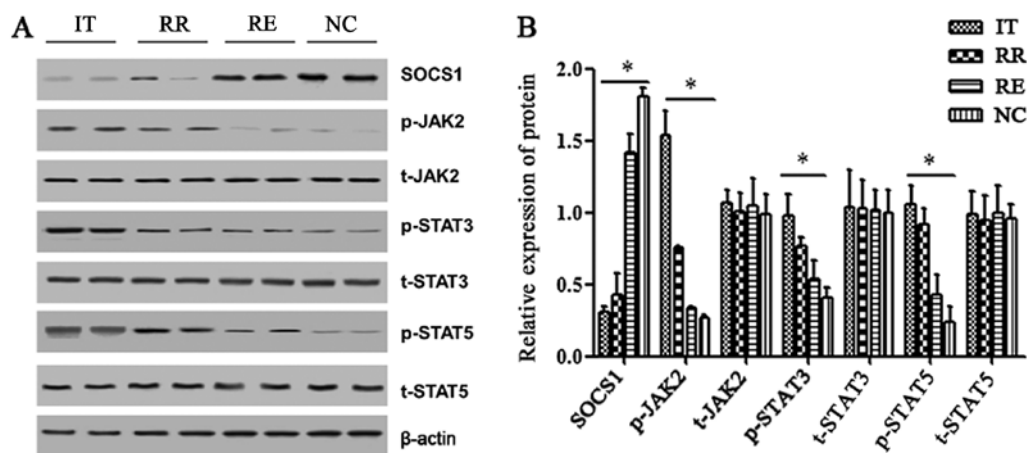 A
IT RR RE NC
SOCS1
p-JAK2
t-JAK2
p-STAT3
t-STAT3
p-STAT5
t-STAT5
β-actin
B
IT
RR
RE
NC
Relative expression of protein
2.0
1.5
1.0
0.5
0.0
* * * *
SOCS1 p-JAK2 t-JAK2 p-STAT3 t-STAT3 p-STAT5 t-STAT5